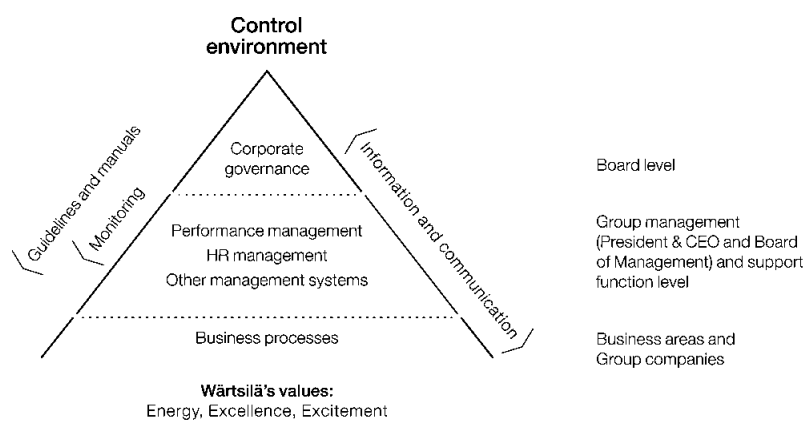 Control
environment
Guidelines and manuals
Monitoring
Information and communication
Corporate
governance
Board level
Performance management
HR management
Other management systems
Group management
(President & CEO and Board
of Management) and support
function level
Business processes
Business areas and
Group companies
Wärtsilä's values:
Energy, Excellence, Excitement